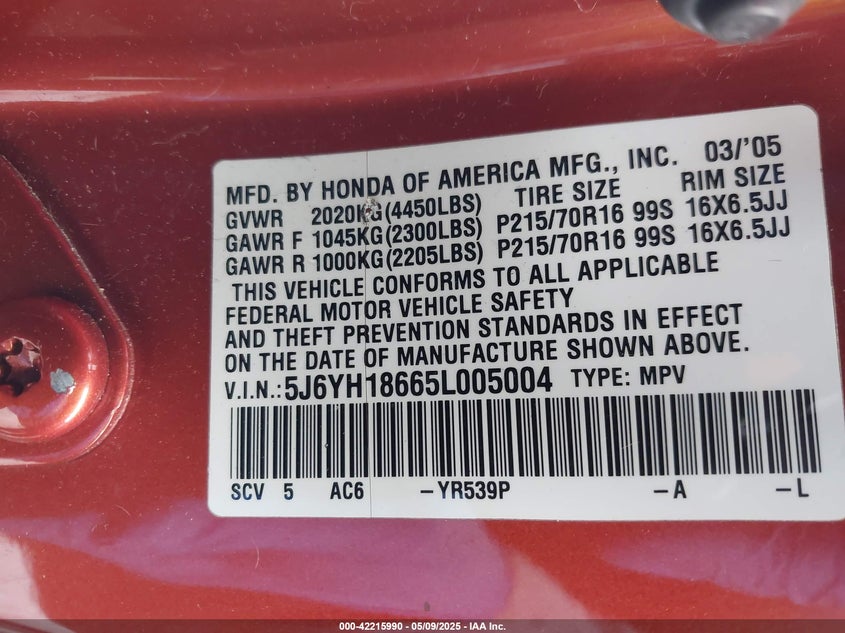 MFD. BY HONDA OF AMERICA MFG., INC. 03/'05
GVWR 2020KG(4450LBS) TIRE SIZE RIM SIZE
GAWR F 1045KG(2300LBS) P215/70R16 99S 16X6.5JJ
GAWR R 1000KG(2205LBS) P215/70R16 99S 16X6.5JJ
THIS VEHICLE CONFORMS TO ALL APPLICABLE
FEDERAL MOTOR VEHICLE SAFETY
AND THEFT PREVENTION STANDARDS IN EFFECT
ON THE DATE OF MANUFACTURE SHOWN ABOVE.
V.I.N.:5J6YH18665L005004 TYPE: MPV
SCV 5 AC6 -YR539P -A -L
000-42215990 - 05/09/2025 - IAA Inc.